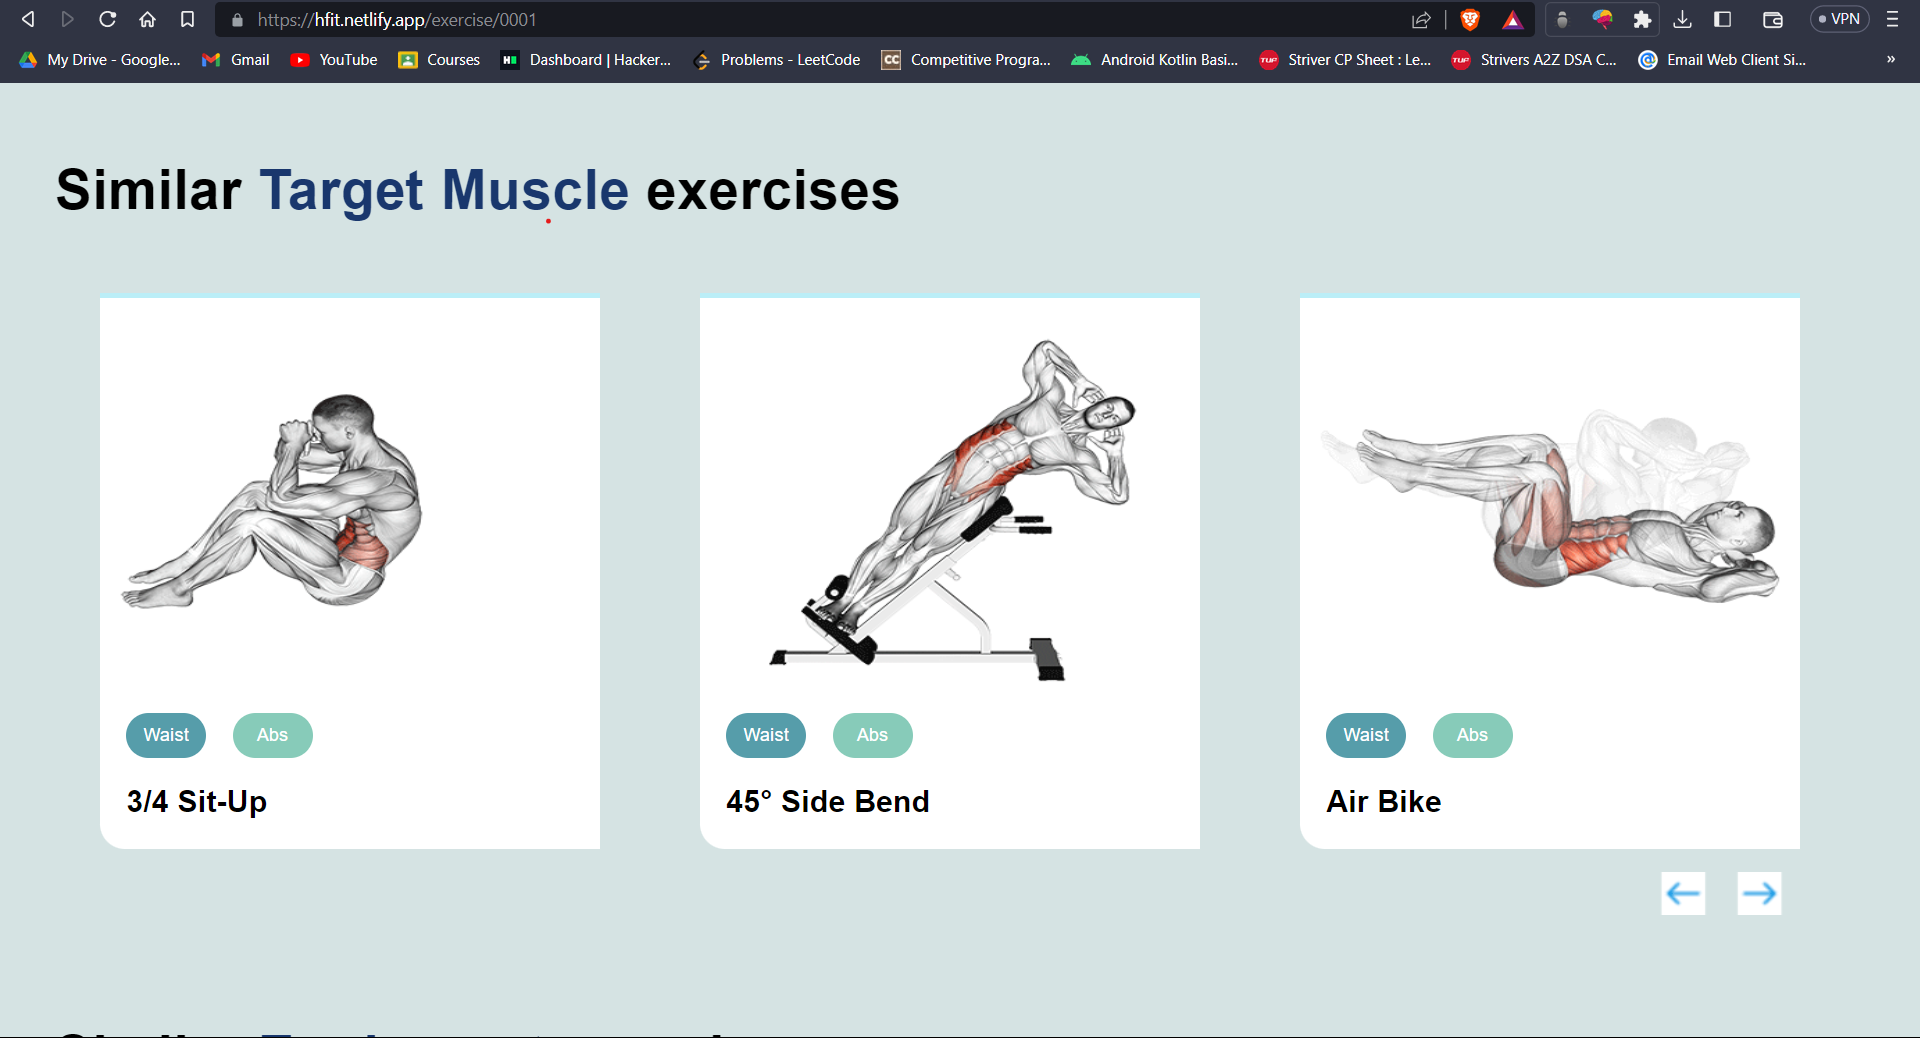 https://hfit.netlify.app/exercise/0001
VPN
My Drive - Google...
Gmail
YouTube
Courses
Dashboard | Hacker...
Problems - LeetCode
Competitive Progra...
Android Kotlin Basi...
Striver CP Sheet : Le...
Strivers A2Z DSA C...
Email Web Client Si...
»
Similar Target Muscle exercises
Waist Abs
3/4 Sit-Up
Waist Abs
45° Side Bend
Waist Abs
Air Bike